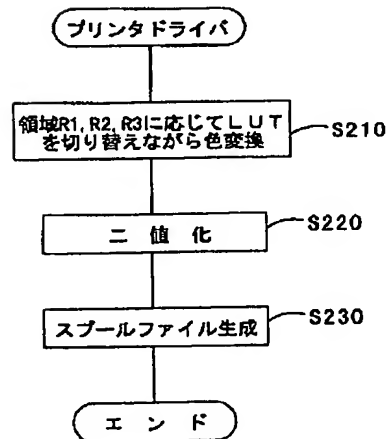 プリンタドライバ
領域R1, R2, R3に応じてLUT
を切り替えながら色変換
S210
二 値 化
S220
スプールファイル生成
S230
エ ン ド